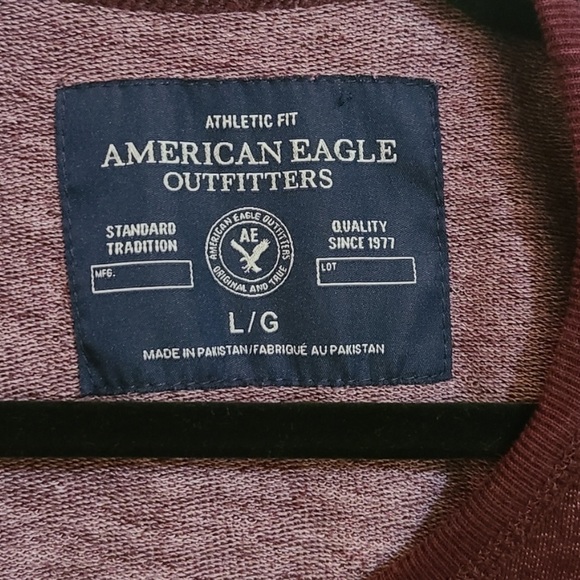 ATHLETIC FIT
AMERICAN EAGLE
OUTFITTERS
STANDARD
TRADITION
MFG.
AMERICAN EAGLE OUTFITTERS
AE
ORIGINAL AND TRUE
QUALITY
SINCE 1977
LOT
L/G
MADE IN PAKISTAN/FABRIQUÉ AU PAKISTAN